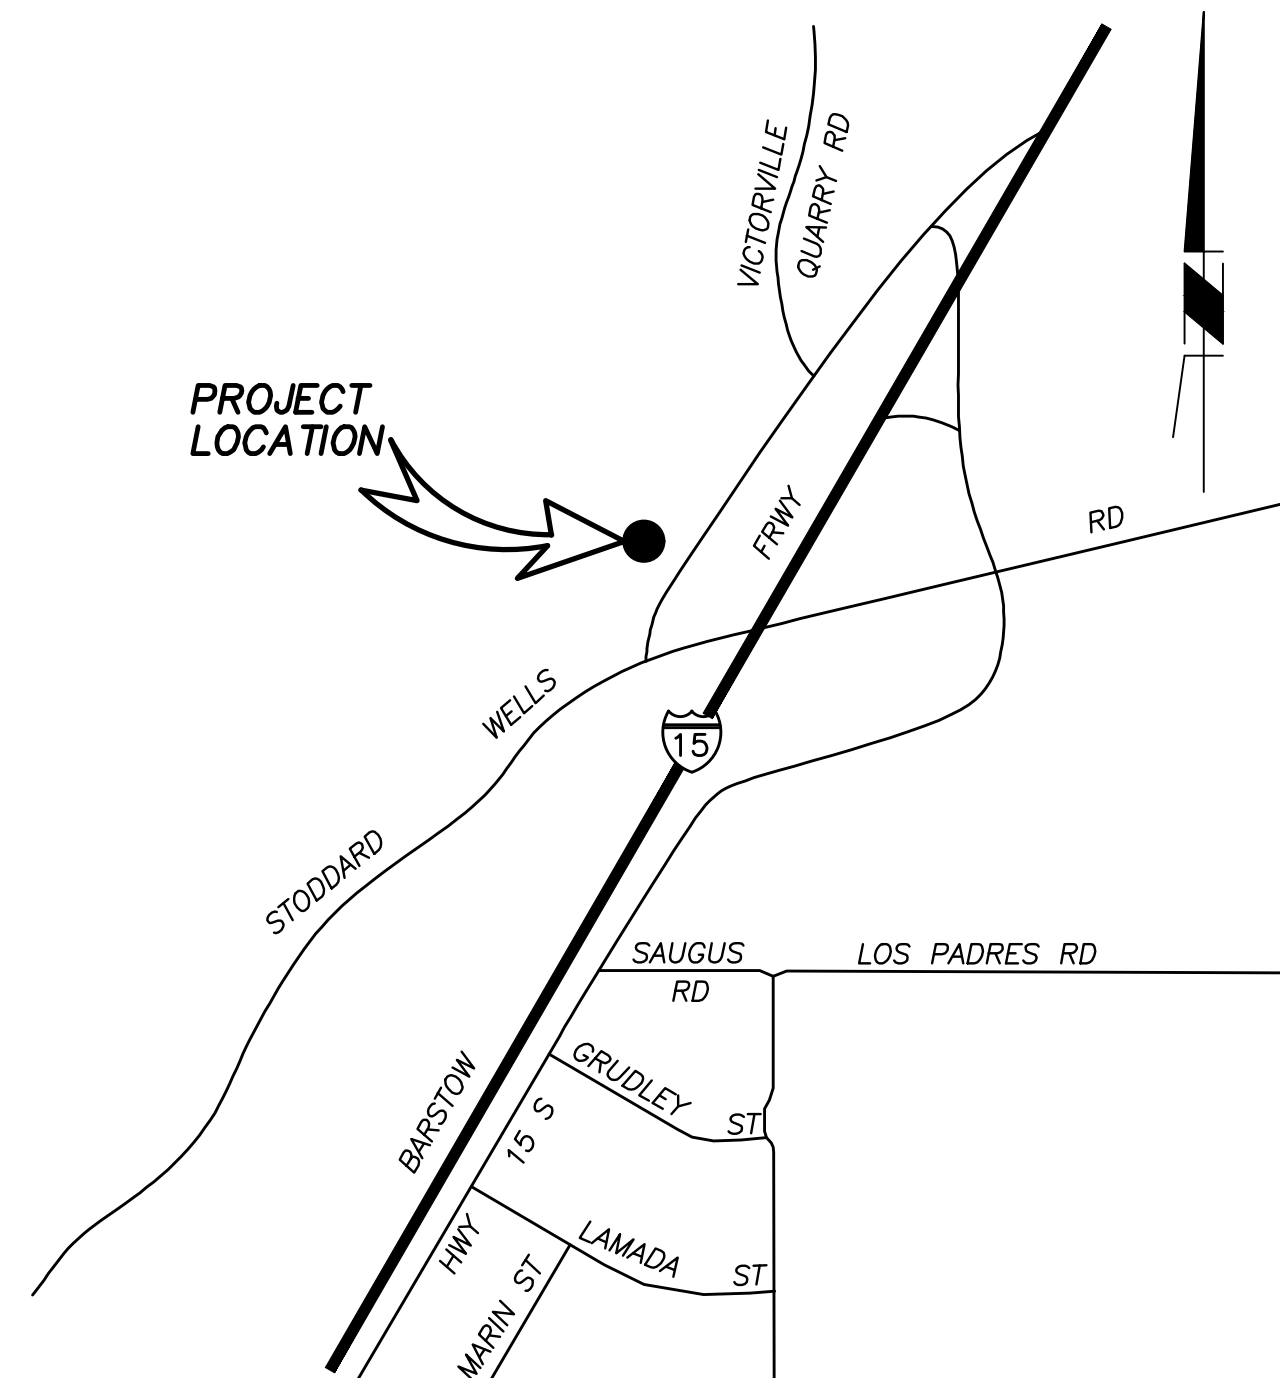 VICTORVILLE
QUARRY RD
PROJECT
LOCATION
FRWY
RD
WELLS
15
STODDARD
SAUGUS
RD
LOS PADRES RD
BARSTOW
GRUDLEY ST
15 S
HWY
LAMADA ST
MARIN ST
N